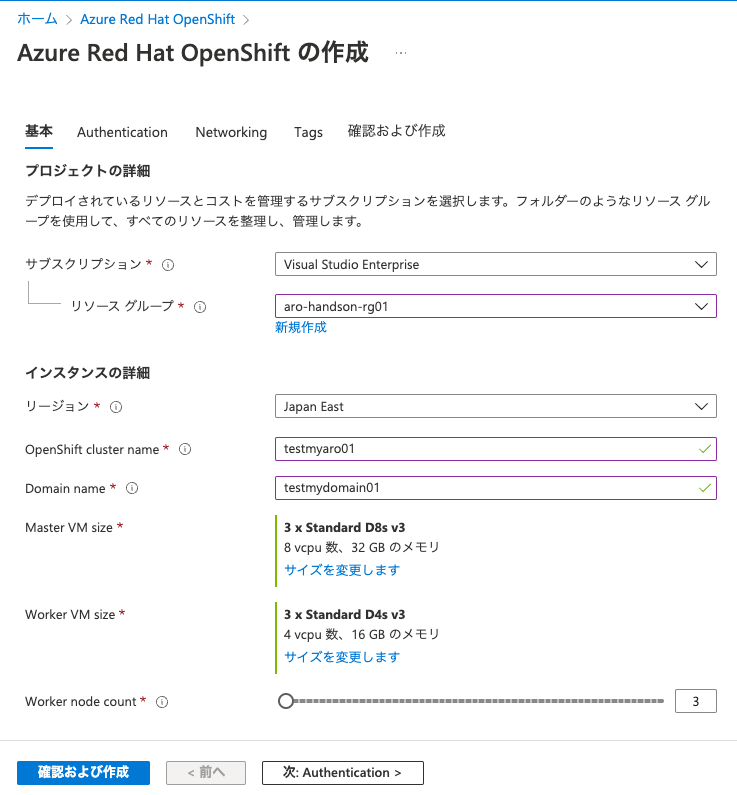 ホーム > Azure Red Hat OpenShift >
Azure Red Hat OpenShift の作成 ...
基本 Authentication Networking Tags 確認および作成
プロジェクトの詳細
デプロイされているリソースとコストを管理するサブスクリプションを選択します。フォルダーのようなリソース グル
ープを使用して、すべてのリソースを整理し、管理します。
サブスクリプション * Visual Studio Enterprise
リソース グループ * aro-handson-rg01
新規作成
インスタンスの詳細
リージョン * Japan East
OpenShift cluster name * testmyaro01
Domain name * testmydomain01
Master VM size * 3 x Standard D8s v3
8 vcpu 数、32 GB のメモリ
サイズを変更します
Worker VM size * 3 x Standard D4s v3
4 vcpu 数、16 GB のメモリ
サイズを変更します
Worker node count * 3
確認および作成 < 前へ 次: Authentication >